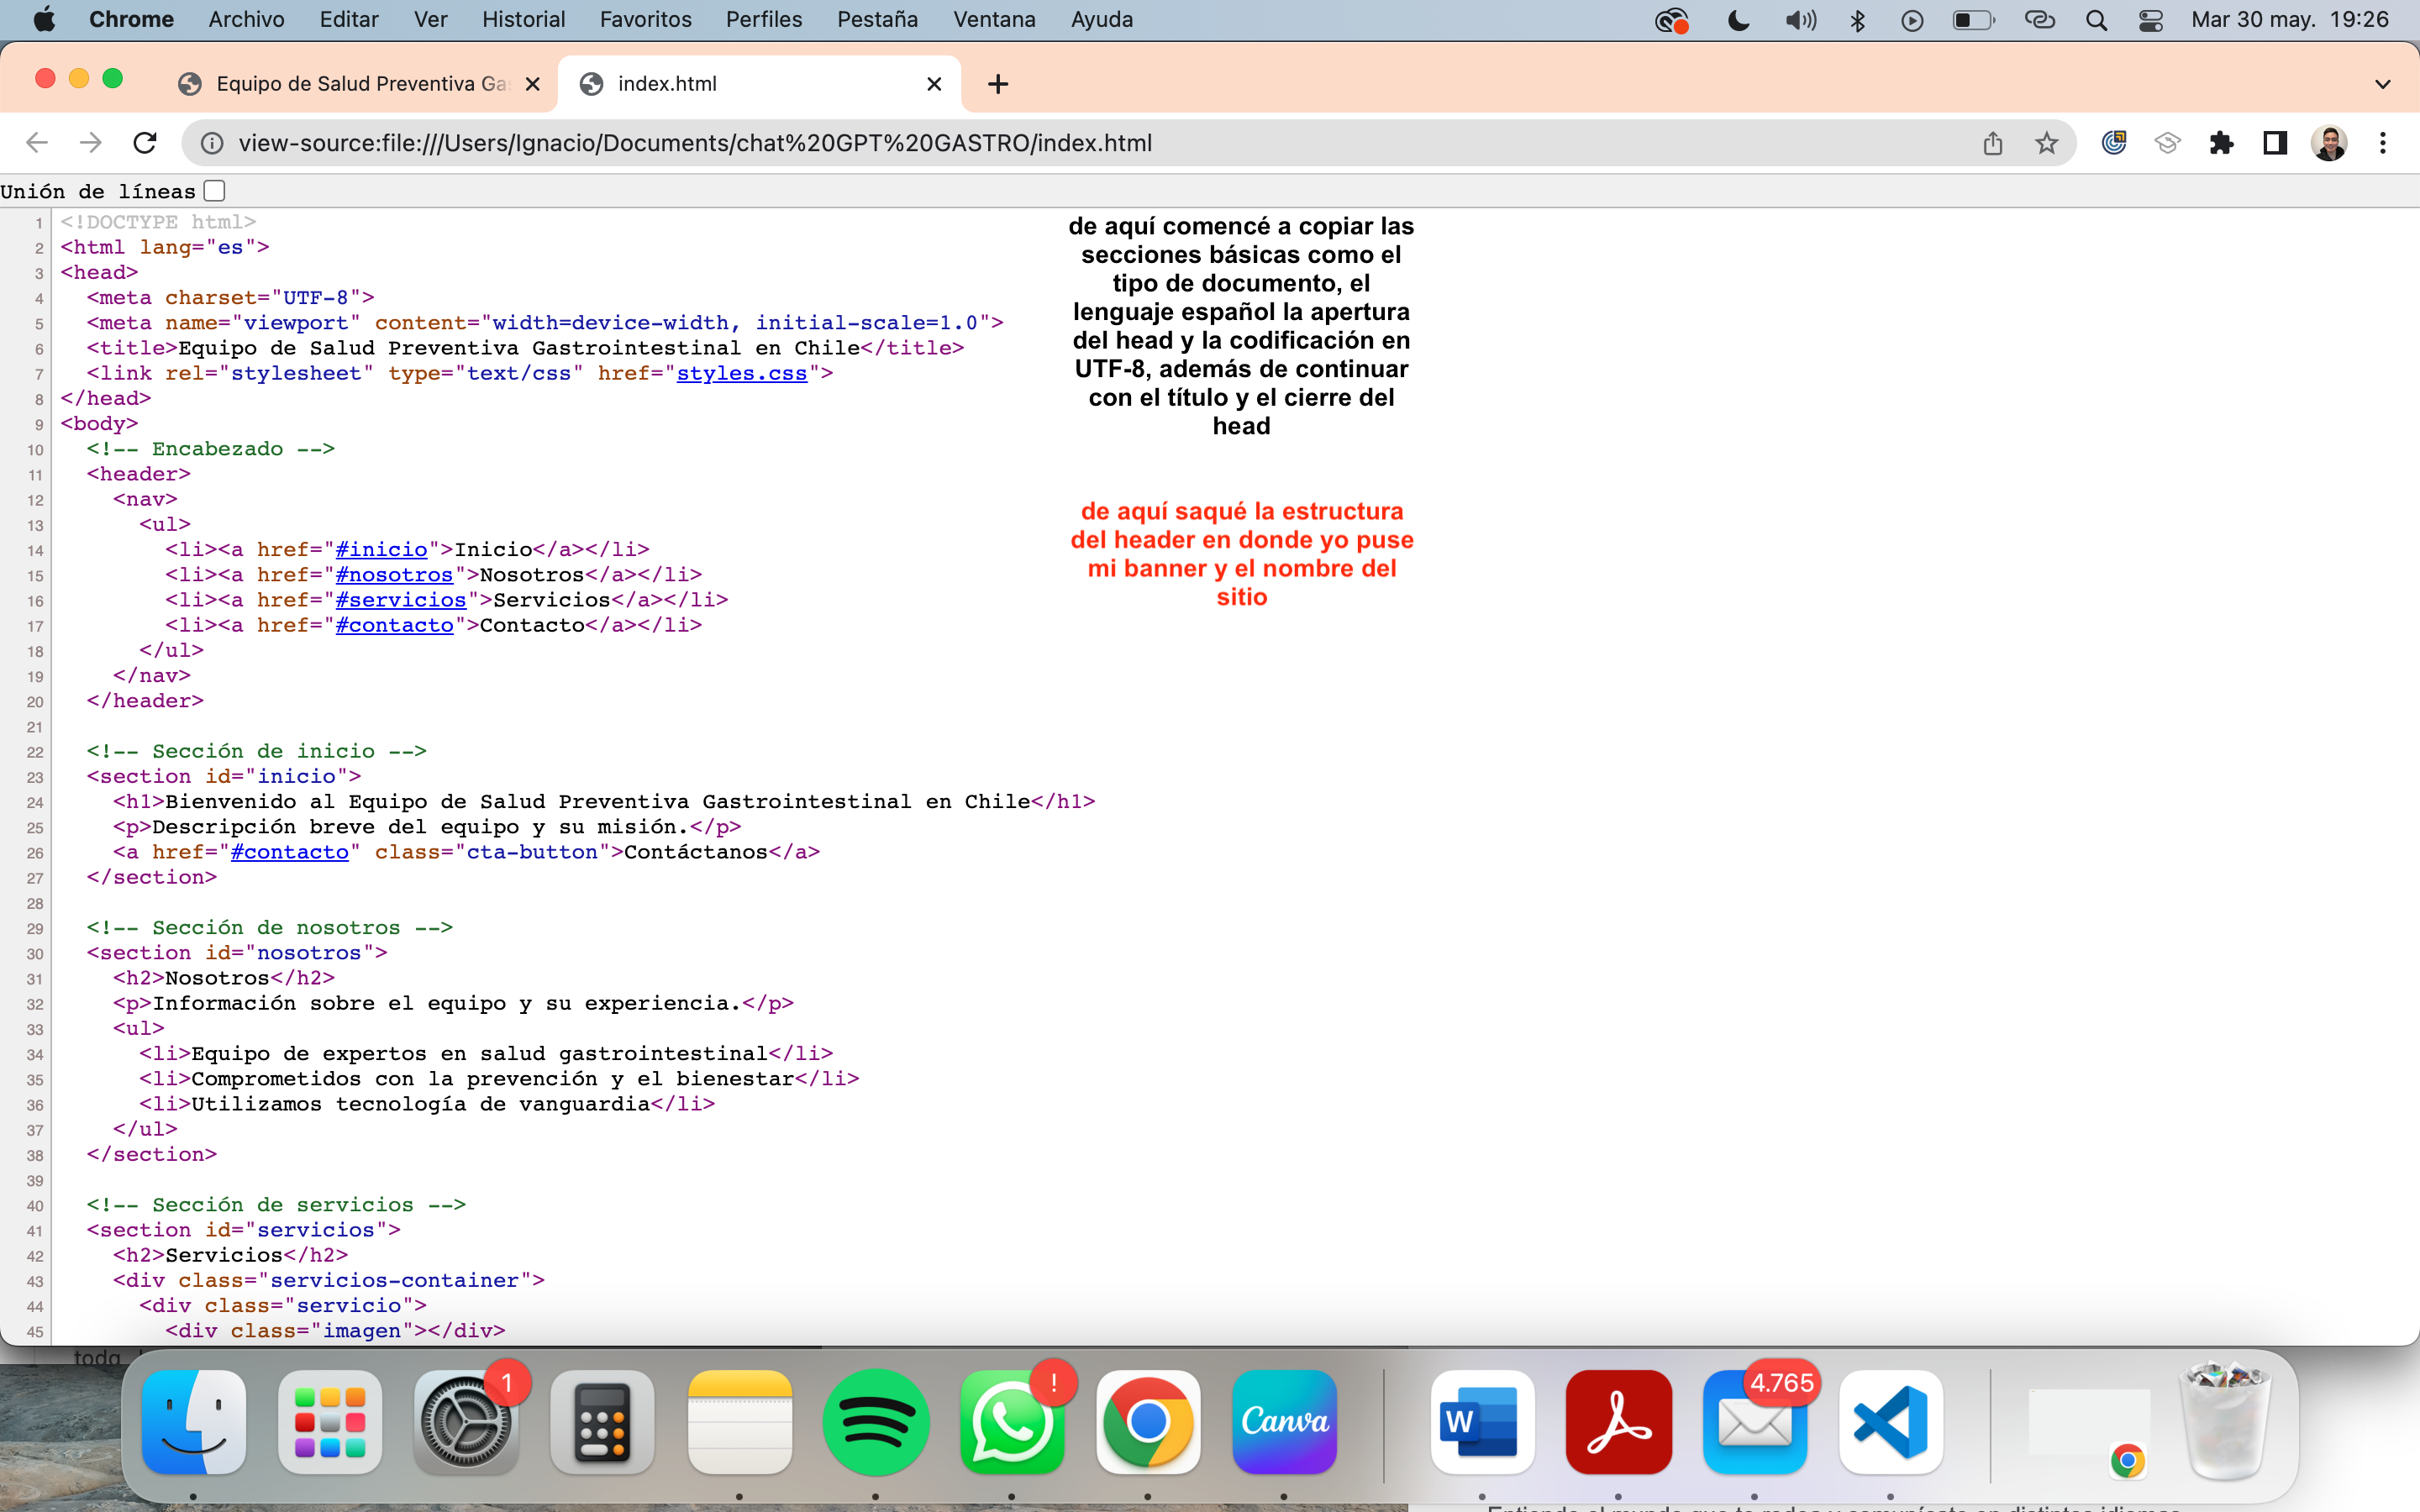 Chrome Archivo Editar Ver Historial Favoritos Perfiles Pestaña Ventana Ayuda Mar 30 may. 19:26
Equipo de Salud Preventiva Ga
index.html
view-source:file:///Users/Ignacio/Documents/chat%20GPT%20GASTRO/index.html
Unión de líneas
1 <!DOCTYPE html>
2 <html lang="es">
3 <head>
4 <meta charset="UTF-8">
5 <meta name="viewport" content="width=device-width, initial-scale=1.0">
6 <title>Equipo de Salud Preventiva Gastrointestinal en Chile</title>
7 <link rel="stylesheet" type="text/css" href="styles.css">
8 </head>
9 <body>
10 <!-- Encabezado -->
11 <header>
12 <nav>
13 <ul>
14 <li><a href="#inicio">Inicio</a></li>
15 <li><a href="#nosotros">Nosotros</a></li>
16 <li><a href="#servicios">Servicios</a></li>
17 <li><a href="#contacto">Contacto</a></li>
18 </ul>
19 </nav>
20 </header>
21
22 <!-- Sección de inicio -->
23 <section id="inicio">
24 <h1>Bienvenido al Equipo de Salud Preventiva Gastrointestinal en Chile</h1>
25 <p>Descripción breve del equipo y su misión.</p>
26 <a href="#contacto" class="cta-button">Contáctanos</a>
27 </section>
28
29 <!-- Sección de nosotros -->
30 <section id="nosotros">
31 <h2>Nosotros</h2>
32 <p>Información sobre el equipo y su experiencia.</p>
33 <ul>
34 <li>Equipo de expertos en salud gastrointestinal</li>
35 <li>Comprometidos con la prevención y el bienestar</li>
36 <li>Utilizamos tecnología de vanguardia</li>
37 </ul>
38 </section>
39
40 <!-- Sección de servicios -->
41 <section id="servicios">
42 <h2>Servicios</h2>
43 <div class="servicios-container">
44 <div class="servicio">
45 <div class="imagen"></div>
de aquí comencé a copiar las
secciones básicas como el
tipo de documento, el
lenguaje español la apertura
del head y la codificación en
UTF-8, además de continuar
con el título y el cierre del
head
de aquí saqué la estructura
del header en donde yo puse
mi banner y el nombre del
sitio
1
!
Canva
W
4.765